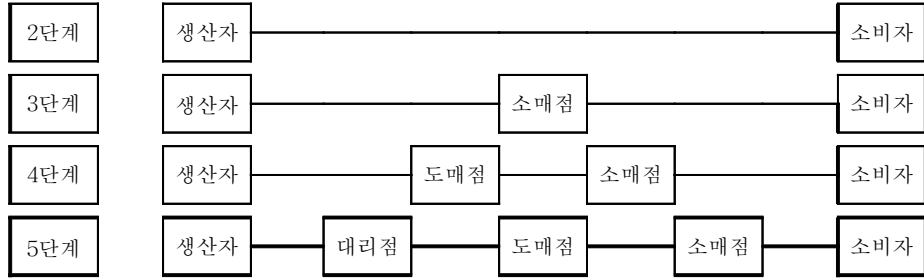 2단계 생산자 소비자
3단계 생산자 소매점 소비자
4단계 생산자 도매점 소매점 소비자
5단계 생산자 대리점 도매점 소매점 소비자